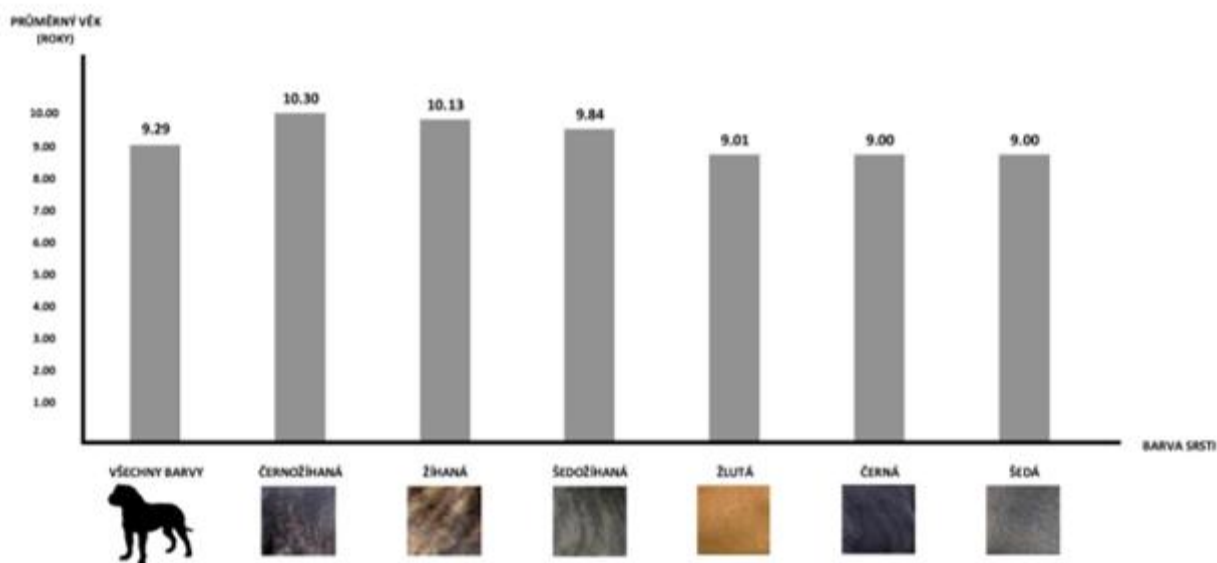 PRŮMĚRNÝ VĚK
(ROKY)
10.00
9.00
8.00
7.00
6.00
5.00
4.00
3.00
2.00
1.00
9.29
10.30
10.13
9.84
9.01
9.00
9.00
BARVA SRSTI
VŠECHNY BARVY
ČERNOŽÍHANÁ
ŽÍHANÁ
ŠEDOŽÍHANÁ
ŽLUTÁ
ČERNÁ
ŠEDÁ